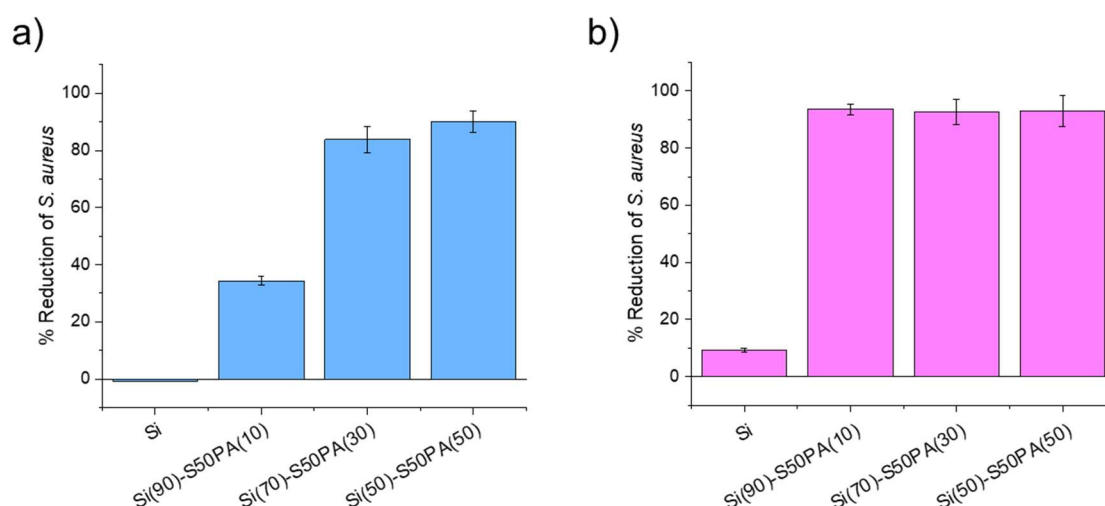 a)
% Reduction of S. aureus
100
80
60
40
20
0
Si
Si(90)-S50PA(10)
Si(70)-S50PA(30)
Si(50)-S50PA(50)
b)
% Reduction of S. aureus
100
80
60
40
20
0
Si
Si(90)-S50PA(10)
Si(70)-S50PA(30)
Si(50)-S50PA(50)